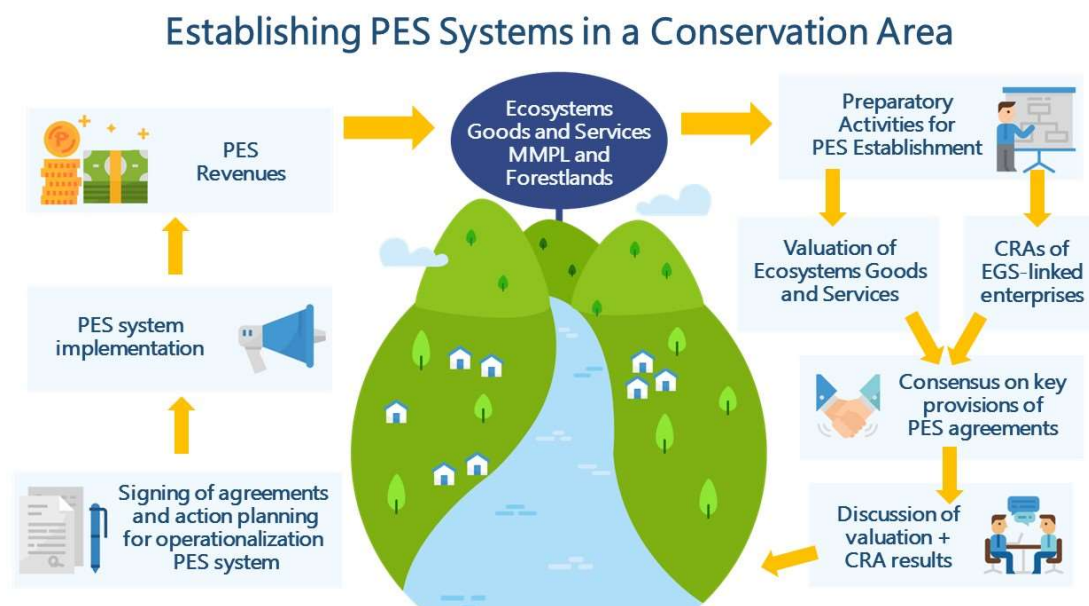 Establishing PES Systems in a Conservation Area
Ecosystems
Goods and Services
MMPL and
Forestlands
Preparatory
Activities for
PES Establishment
Valuation of
Ecosystems Goods
and Services
CRAs of
EGS-linked
enterprises
Consensus on key
provisions of
PES agreements
Discussion of
valuation +
CRA results
Signing of agreements
and action planning
for operationalization
PES system
PES system
implementation
PES
Revenues